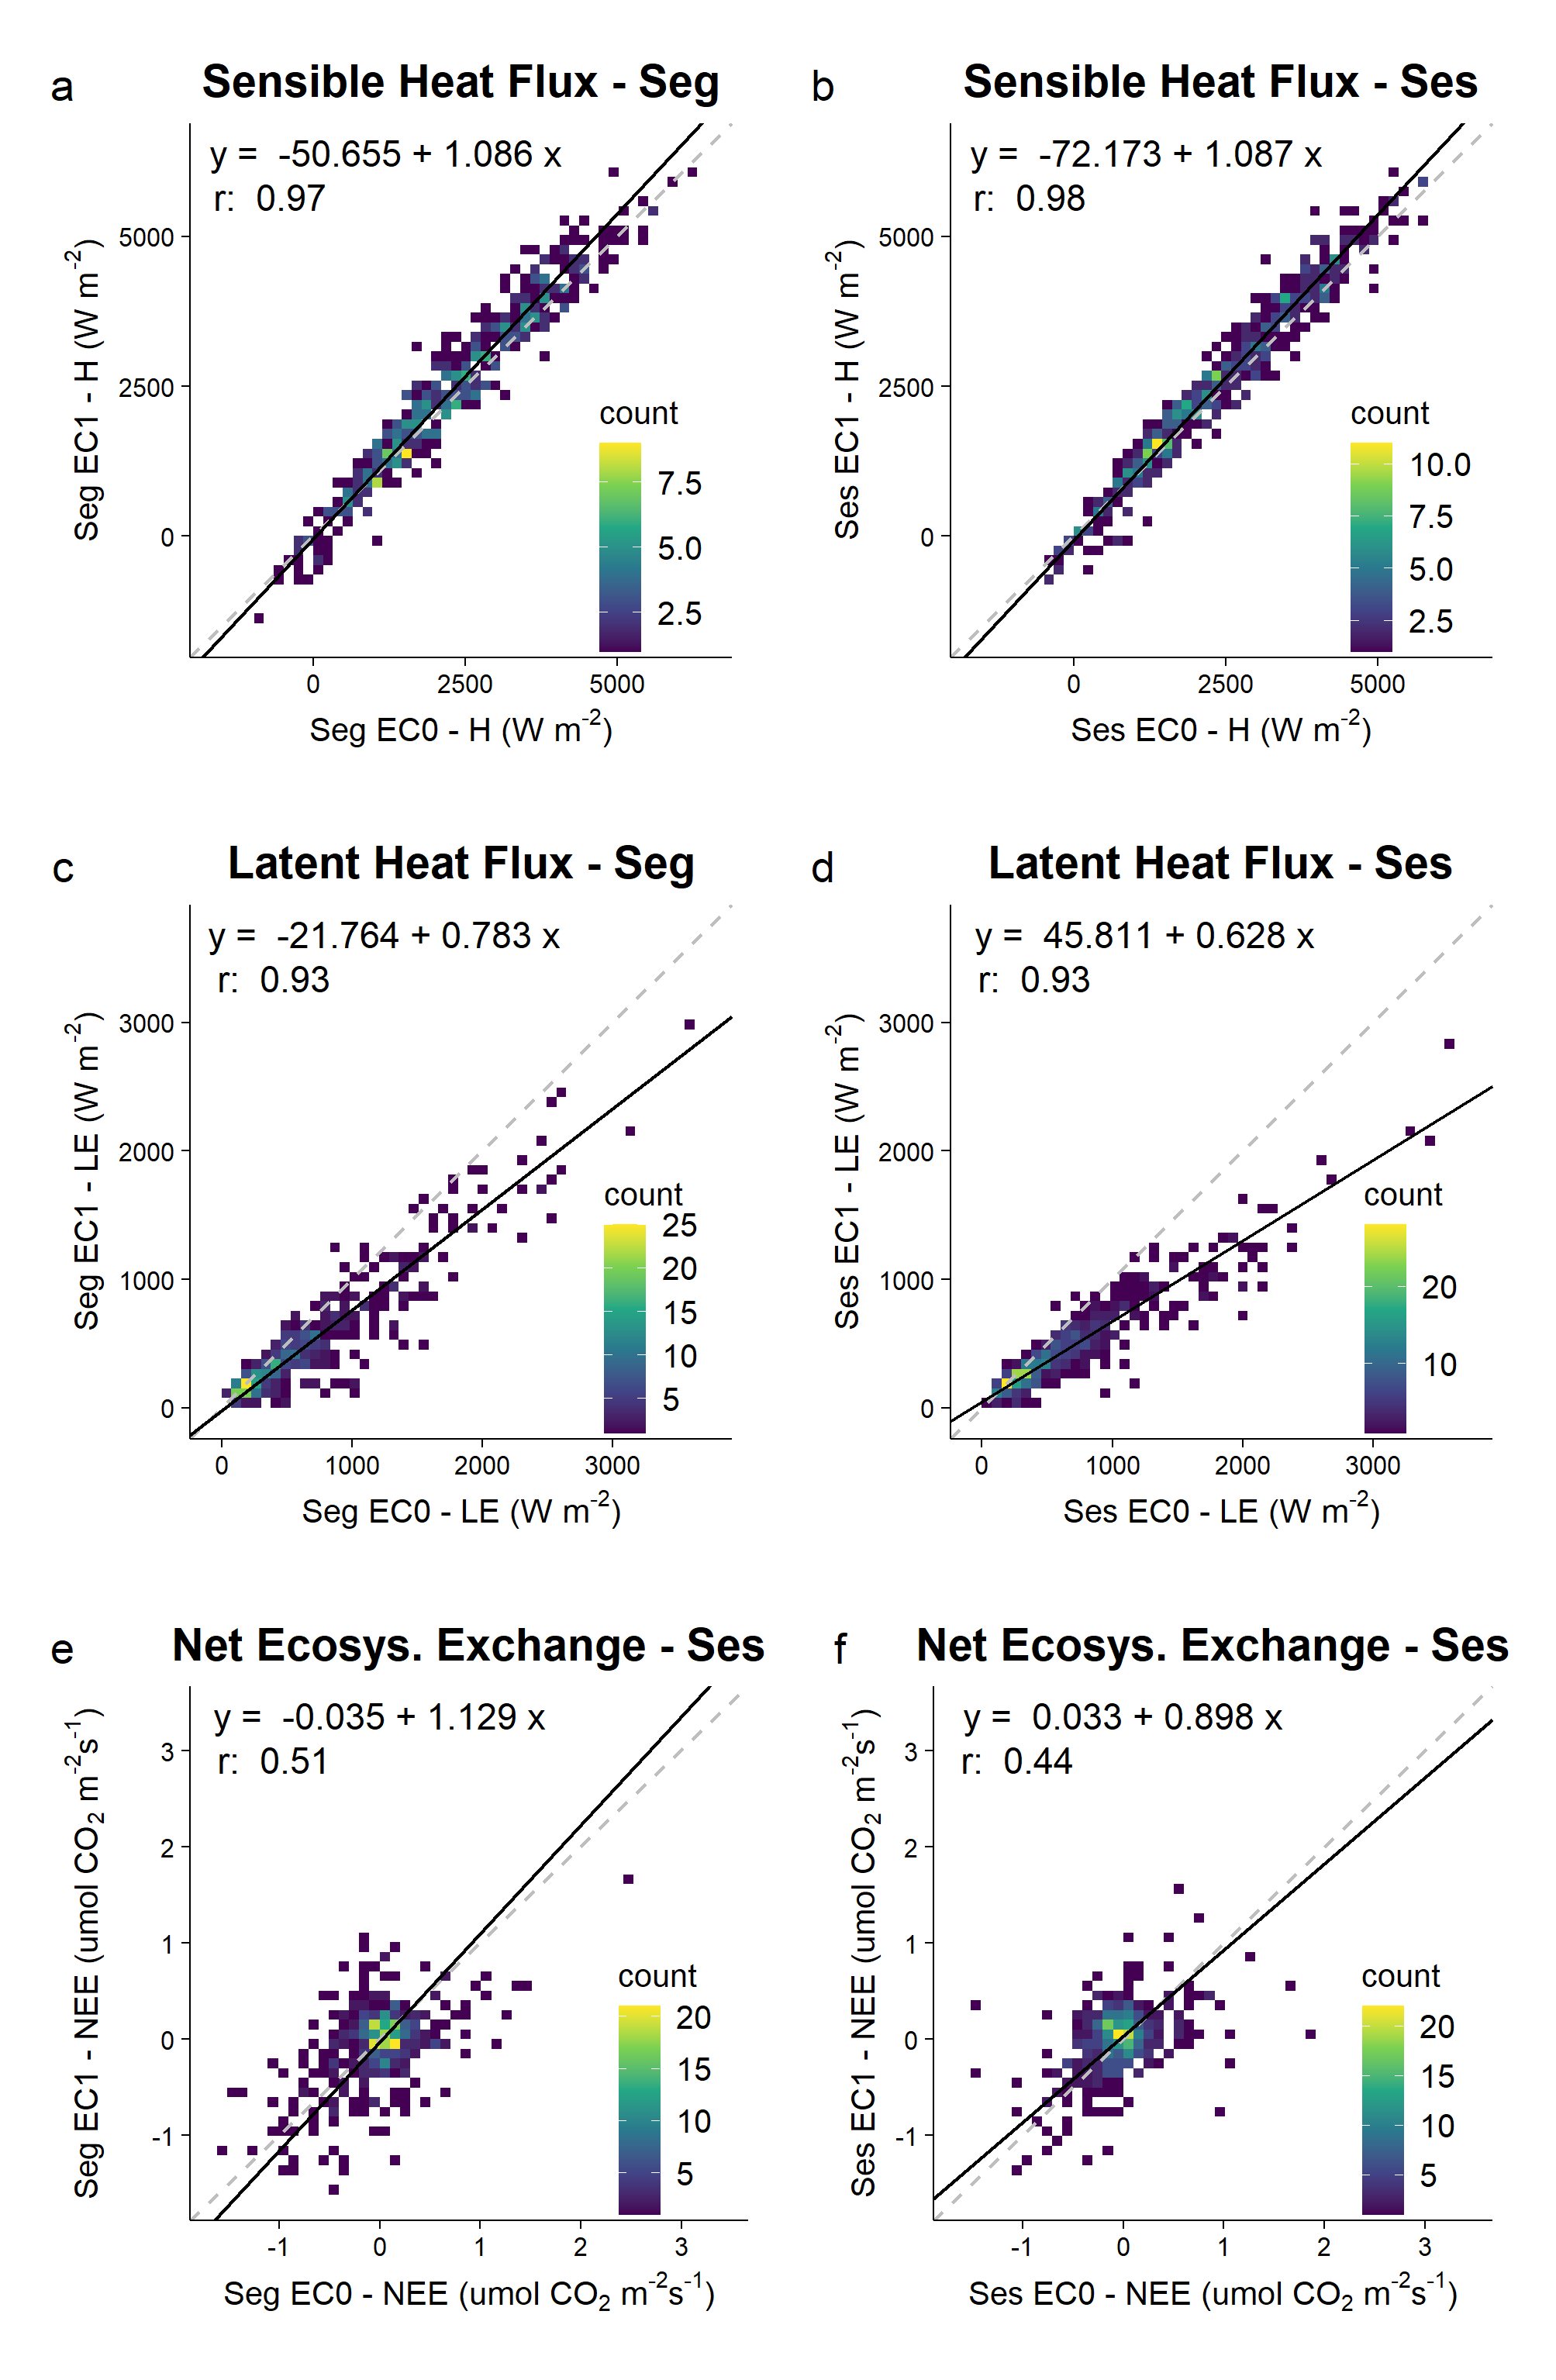 a
Sensible Heat Flux - Seg
y = -50.655 + 1.086 x
r: 0.97
Seg EC1 - H (W m-2)
5000
2500
0
count
7.5
5.0
2.5
0 2500 5000
Seg EC0 - H (W m-2)
b
Sensible Heat Flux - Ses
y = -72.173 + 1.087 x
r: 0.98
Ses EC1 - H (W m-2)
5000
2500
0
count
10.0
7.5
5.0
2.5
0 2500 5000
Ses EC0 - H (W m-2)
c
Latent Heat Flux - Seg
y = -21.764 + 0.783 x
r: 0.93
Seg EC1 - LE (W m-2)
3000
2000
1000
0
count
25
20
15
10
5
0 1000 2000 3000
Seg EC0 - LE (W m-2)
d
Latent Heat Flux - Ses
y = 45.811 + 0.628 x
r: 0.93
Ses EC1 - LE (W m-2)
3000
2000
1000
0
count
20
10
0 1000 2000 3000
Ses EC0 - LE (W m-2)
e
Net Ecosys. Exchange - Ses
y = -0.035 + 1.129 x
r: 0.51
Seg EC1 - NEE (umol CO2 m-2s-1)
3
2
1
0
-1
count
20
15
10
5
-1 0 1 2 3
Seg EC0 - NEE (umol CO2 m-2s-1)
f
Net Ecosys. Exchange - Ses
y = 0.033 + 0.898 x
r: 0.44
Ses EC1 - NEE (umol CO2 m-2s-1)
3
2
1
0
-1
count
20
15
10
5
-1 0 1 2 3
Ses EC0 - NEE (umol CO2 m-2s-1)